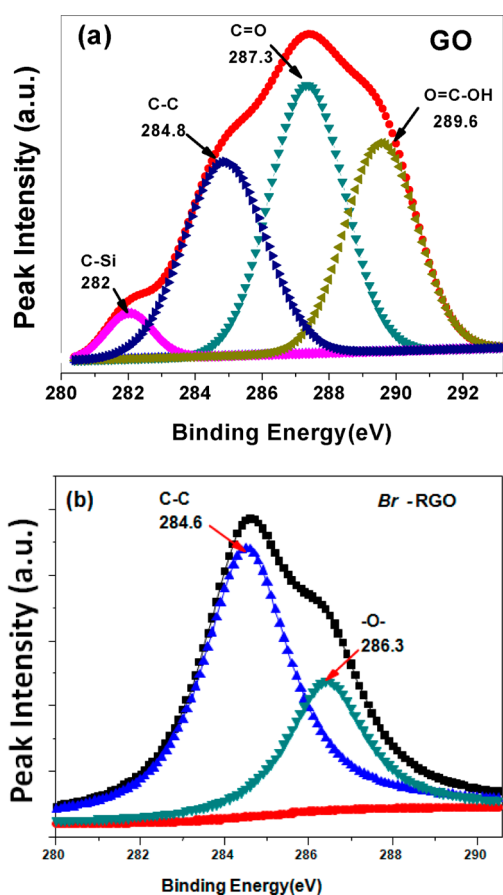 (a)
GO
C=O
287.3
O=C-OH
289.6
C-C
284.8
C-Si
282
Peak Intensity (a.u.)
280 282 284 286 288 290 292
Binding Energy(eV)
(b)
Br -RGO
C-C
284.6
-O-
286.3
Peak Intensity (a.u.)
280 282 284 286 288 290
Binding Energy(eV)